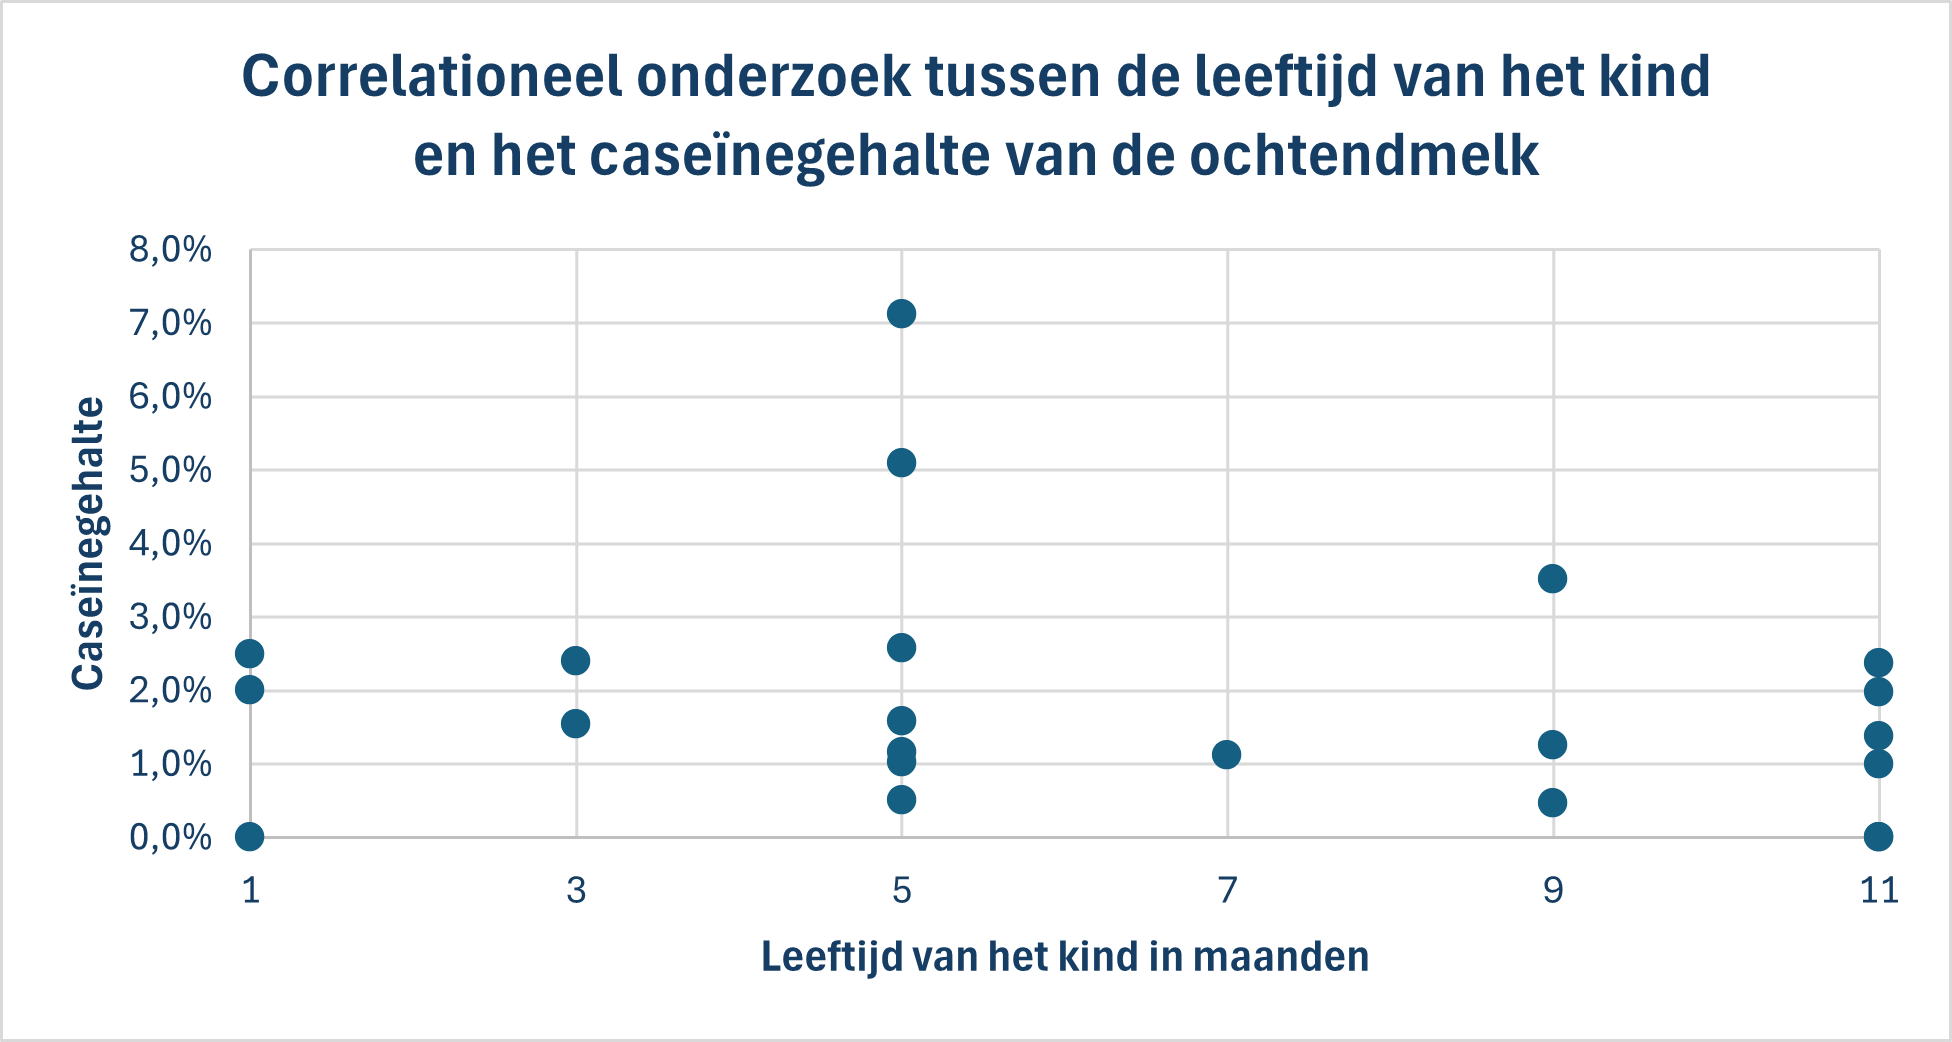 Correlationeel onderzoek tussen de leeftijd van het kind
en het caseïnegehalte van de ochtendmelk
8,0%
7,0%
6,0%
5,0%
4,0%
3,0%
2,0%
1,0%
0,0%
Caseïnegehalte
1 3 5 7 9 11
Leeftijd van het kind in maanden